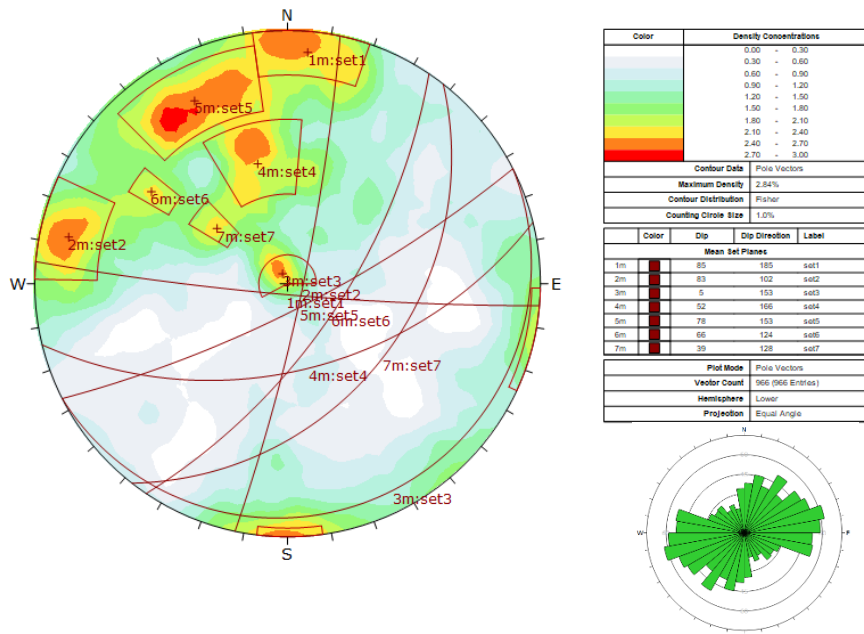 N
1m:set1
5m:set5
4m:set4
6m:set6
2m:set2
7m:set7
W
E
3m:set3
2m:set2
1m:set1
5m:set5
6m:set6
7m:set7
4m:set4
3m:set3
S
Color Density Concentrations
0.00 - 0.30
0.30 - 0.60
0.60 - 0.90
0.90 - 1.20
1.20 - 1.50
1.50 - 1.80
1.80 - 2.10
2.10 - 2.40
2.40 - 2.70
2.70 - 3.00
Contour Data Pole Vectors
Maximum Density 2.84%
Contour Distribution Fisher
Counting Circle Size 1.0%
Color Dip Dip Direction Label
Mean Set Planes
1m 85 185 set1
2m 83 102 set2
3m 5 153 set3
4m 52 166 set4
5m 78 153 set5
6m 66 124 set6
7m 39 128 set7
Plot Mode Pole Vectors
Vector Count 966 (966 Entries)
Hemisphere Lower
Projection Equal Angle
N
W